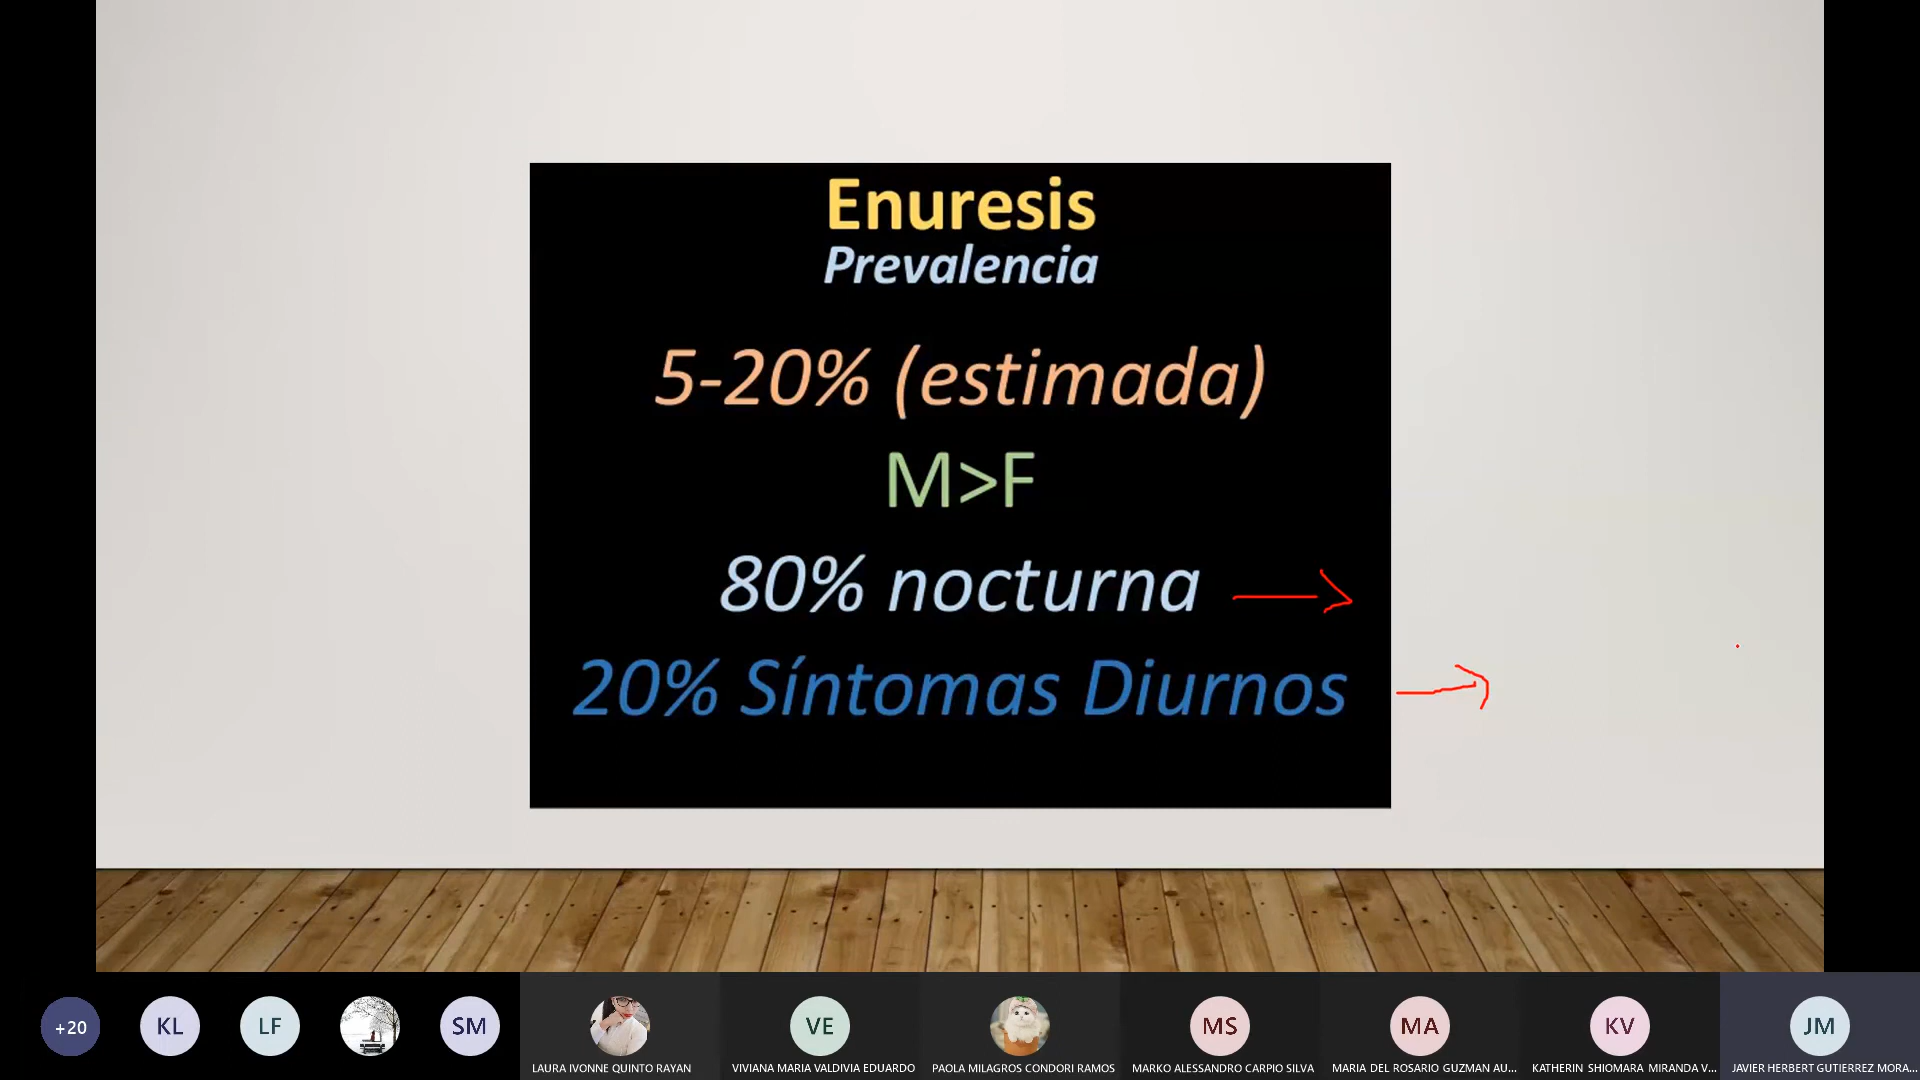 Enuresis
Prevalencia
5-20% (estimada)
M>F
80% nocturna
20% Síntomas Diurnos
+20
KL
LF
SM
VE
MS
MA
KV
JM
LAURA IVONNE QUINTO RAYAN
VIVIANA MARIA VALDIVIA EDUARDO
PAOLA MILAGROS CONDORI RAMOS
MARKO ALESSANDRO CARPIO SILVA
MARIA DEL ROSARIO GUZMAN AU...
KATHERIN SHIOMARA MIRANDA V...
JAVIER HERBERT GUTIERREZ MORA...